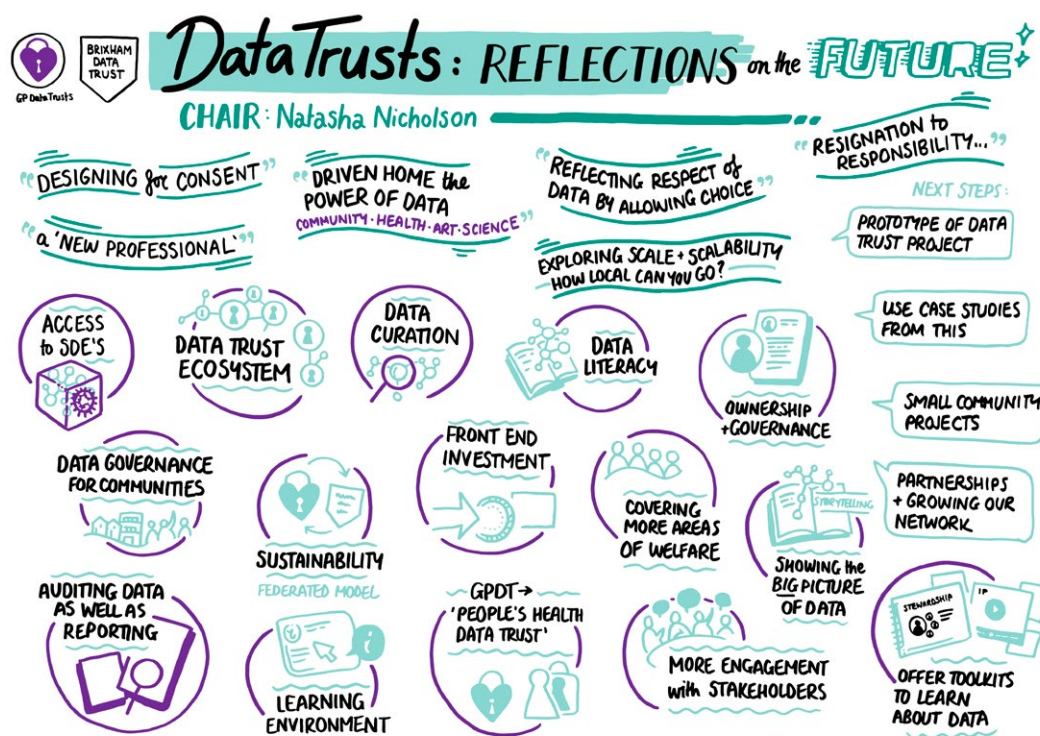 GP Data Trusts
BRIXHAM
DATA
TRUST
Data Trusts: REFLECTIONS on the FUTURE
CHAIR: Natasha Nicholson
"DESIGNING for CONSENT"
"a 'NEW PROFESSIONAL'"
"DRIVEN HOME the
POWER OF DATA
COMMUNITY·HEALTH·ART·SCIENCE"
"REFLECTING RESPECT of
DATA BY ALLOWING CHOICE"
EXPLORING SCALE + SCALABILITY
HOW LOCAL CAN YOU GO?
"RESIGNATION to
RESPONSIBILITY..."
NEXT STEPS:
PROTOTYPE OF DATA
TRUST PROJECT
USE CASE STUDIES
FROM THIS
SMALL COMMUNITY
PROJECTS
PARTNERSHIPS
+ GROWING OUR
NETWORK
ACCESS
to SDE'S
DATA TRUST
ECOSYSTEM
DATA
CURATION
DATA
LITERACY
OWNERSHIP
+GOVERNANCE
DATA GOVERNANCE
FOR COMMUNITIES
SUSTAINABILITY
FEDERATED MODEL
FRONT END
INVESTMENT
COVERING
MORE AREAS
OF WELFARE
STORYTELLING
SHOWING the
BIG PICTURE
OF DATA
AUDITING DATA
AS WELL AS
REPORTING
i
i
LEARNING
ENVIRONMENT
GPDT →
'PEOPLE'S HEALTH
DATA TRUST'
MORE ENGAGEMENT
with STAKEHOLDERS
STEWARDSHIP
IP
OFFER TOOLKITS
TO LEARN
ABOUT DATA